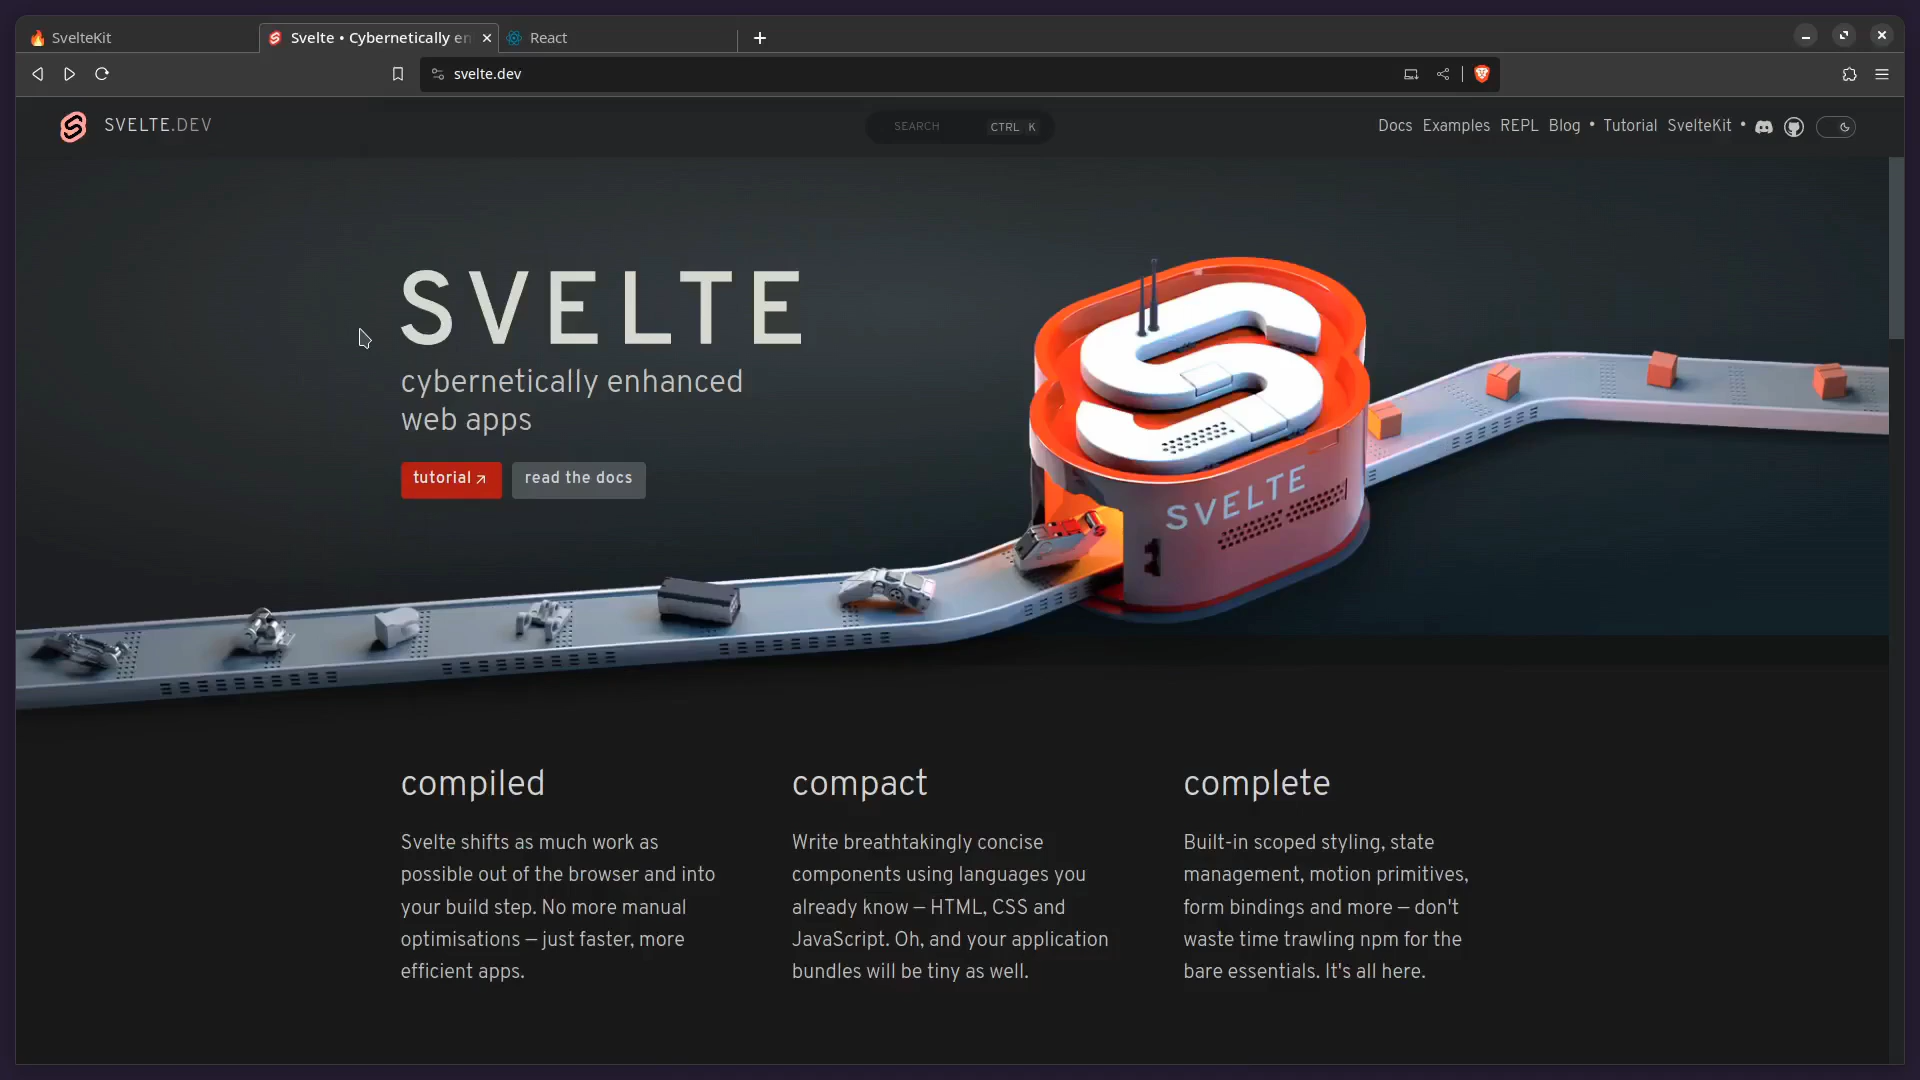 SvelteKit
Svelte • Cybernetically en
React
svelte.dev
SVELTE.DEV
SEARCH
CTRL K
Docs Examples REPL Blog • Tutorial SvelteKit •
SVELTE
cybernetically enhanced
web apps
tutorial
read the docs
SVELTE
compiled
Svelte shifts as much work as
possible out of the browser and into
your build step. No more manual
optimisations – just faster, more
efficient apps.
compact
Write breathtakingly concise
components using languages you
already know – HTML, CSS and
JavaScript. Oh, and your application
bundles will be tiny as well.
complete
Built-in scoped styling, state
management, motion primitives,
form bindings and more – don't
waste time trawling npm for the
bare essentials. It's all here.